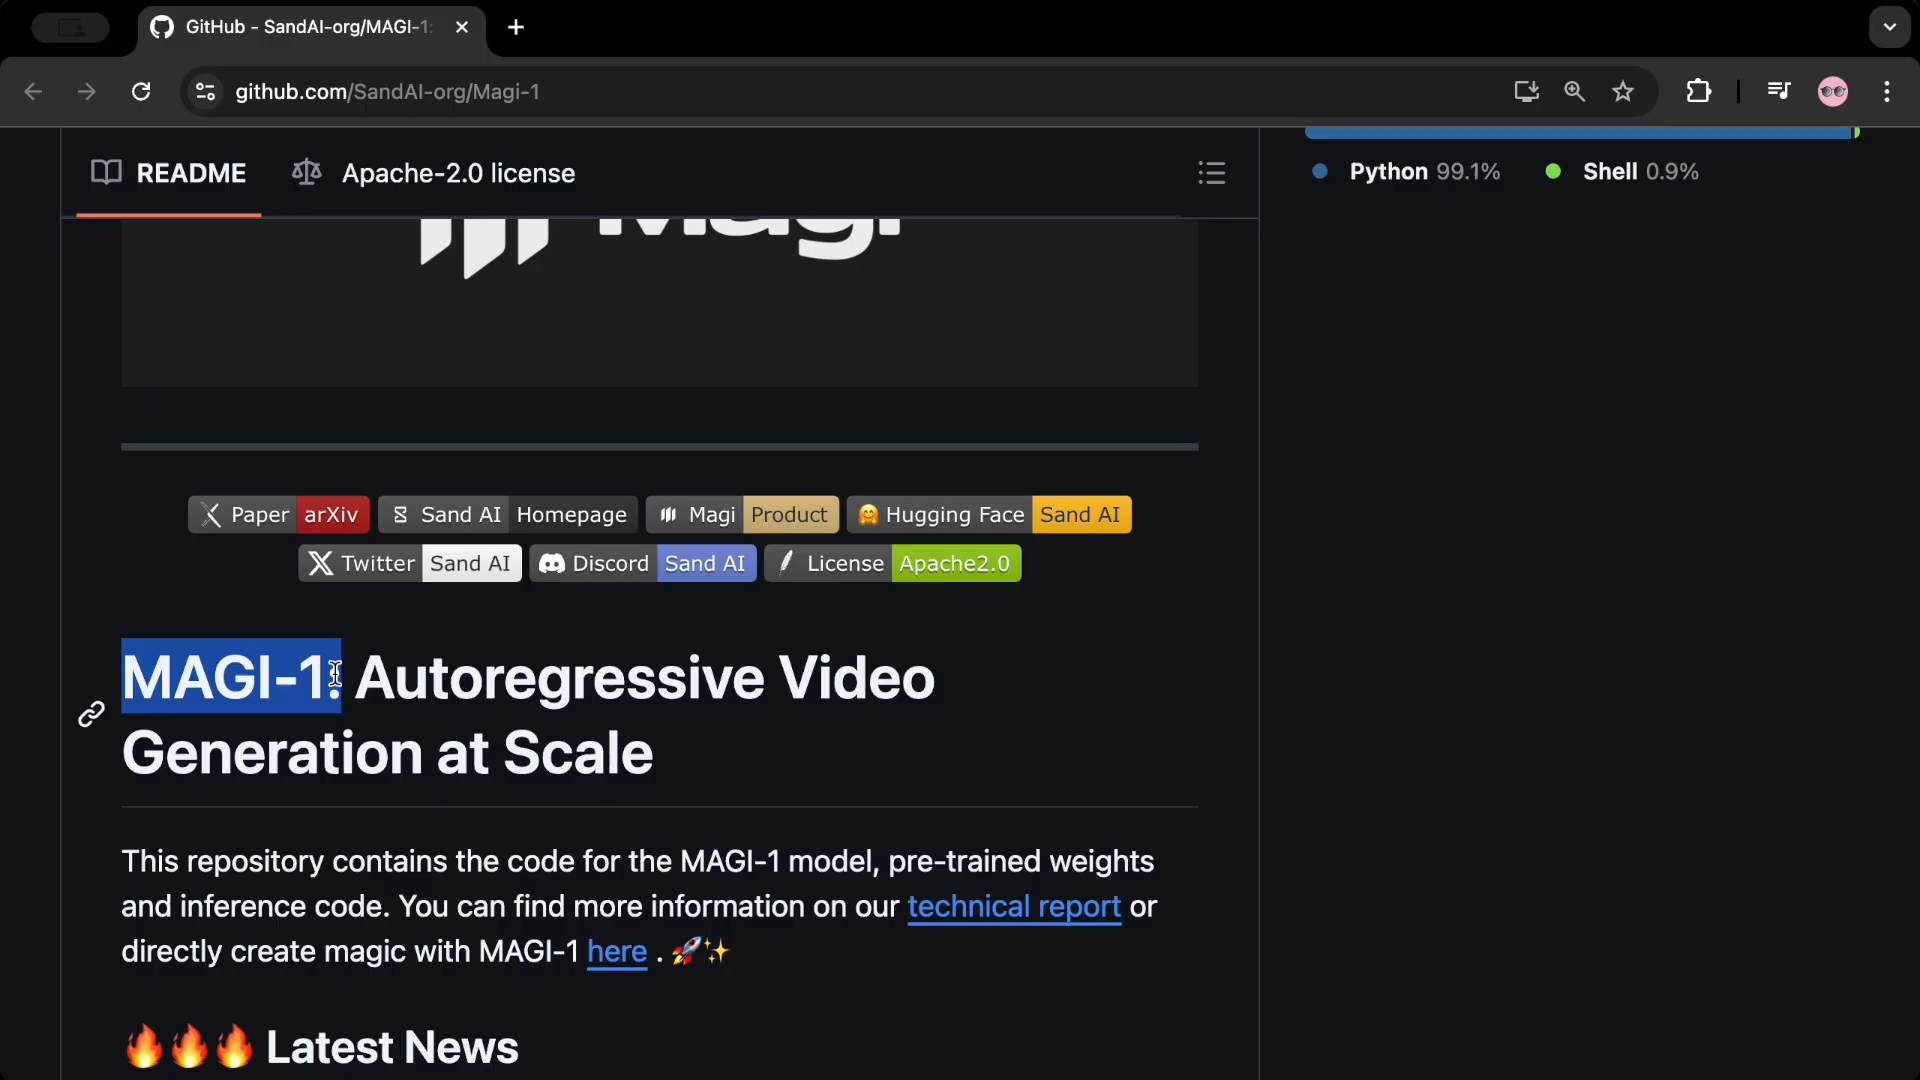 GitHub - SandAI-org/MAGI-1:
github.com/SandAI-org/Magi-1
README
Apache-2.0 license
Python 99.1%
Shell 0.9%
Magi
Paper arXiv
Sand AI Homepage
Magi Product
Hugging Face Sand AI
Twitter Sand AI
Discord Sand AI
License Apache2.0
MAGI-1: Autoregressive Video
Generation at Scale
This repository contains the code for the MAGI-1 model, pre-trained weights
and inference code. You can find more information on our technical report or
directly create magic with MAGI-1 here . 🚀✨
🔥🔥🔥 Latest News